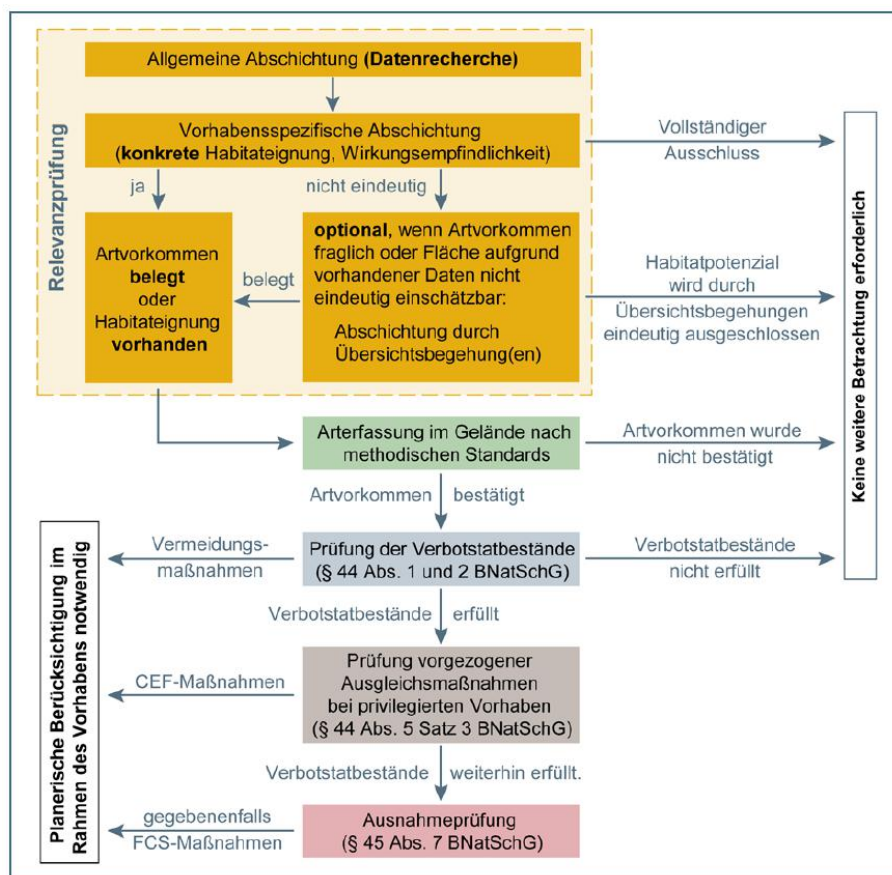 Relevanzprüfung
Allgemeine Abschichtung (Datenrecherche)
Vorhabensspezifische Abschichtung
(konkrete Habitateignung, Wirkungsempfindlichkeit)
Vollständiger
Ausschluss
ja
nicht eindeutig
Artvorkommen
belegt
oder
Habitateignung
vorhanden
belegt
optional, wenn Artvorkommen
fraglich oder Fläche aufgrund
vorhandener Daten nicht
eindeutig einschätzbar:
Abschichtung durch
Übersichtsbegehung(en)
Habitatpotenzial
wird durch
Übersichtsbegehungen
eindeutig ausgeschlossen
Keine weitere Betrachtung erforderlich
Arterfassung im Gelände nach
methodischen Standards
Artvorkommen wurde
nicht bestätigt
Artvorkommen bestätigt
Vermeidungs-
maßnahmen
Prüfung der Verbotstatbestände
(§ 44 Abs. 1 und 2 BNatSchG)
Verbotstatbestände
nicht erfüllt
Verbotstatbestände erfüllt
Planerische Berücksichtigung im
Rahmen des Vorhabens notwendig
CEF-Maßnahmen
Prüfung vorgezogener
Ausgleichsmaßnahmen
bei privilegierten Vorhaben
(§ 44 Abs. 5 Satz 3 BNatSchG)
Verbotstatbestände weiterhin erfüllt.
gegebenenfalls
FCS-Maßnahmen
Ausnahmeprüfung
(§ 45 Abs. 7 BNatSchG)